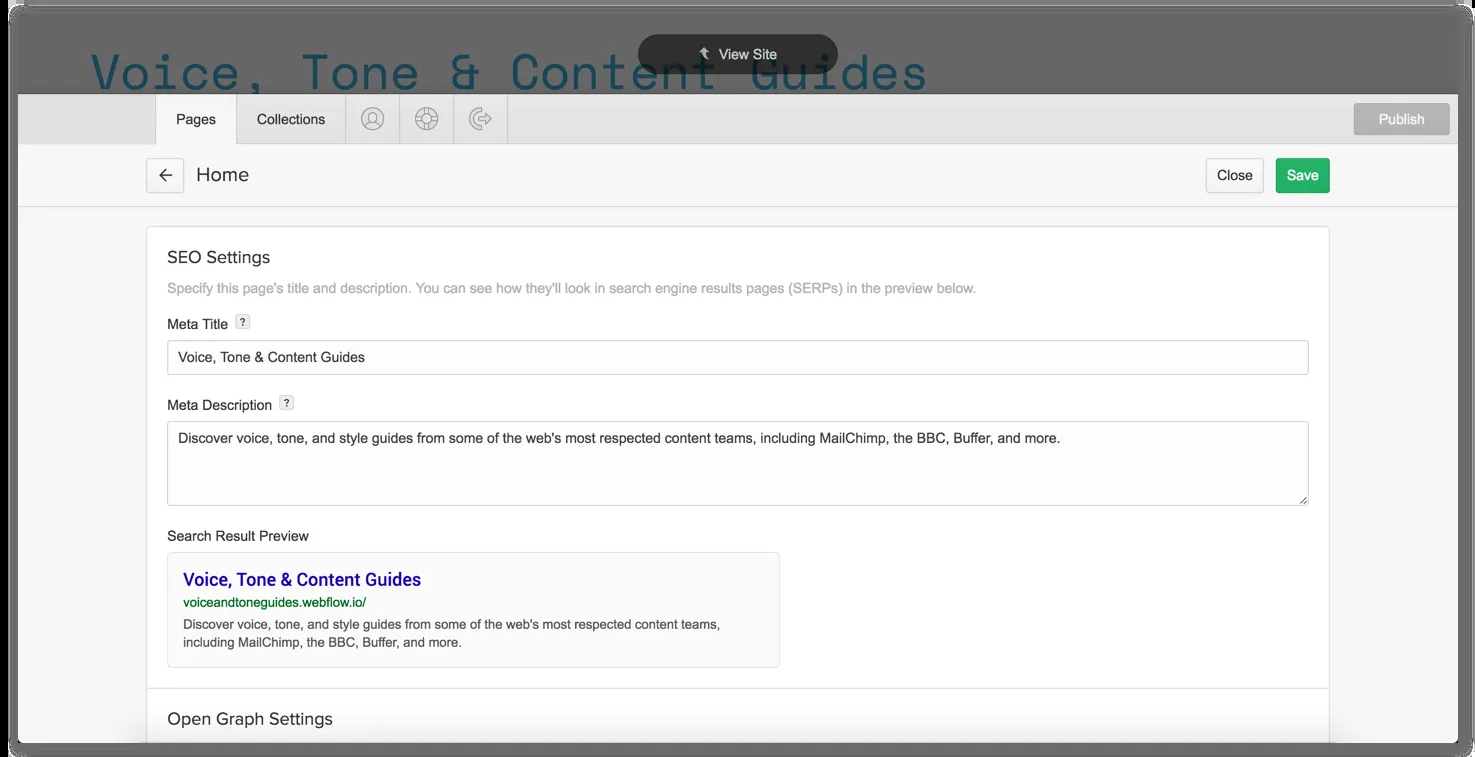 Voice, Tone & Content Guides
View Site
Pages
Collections
Publish
Home
Close
Save
SEO Settings
Specify this page's title and description. You can see how they'll look in search engine results pages (SERPs) in the preview below.
Meta Title ?
Voice, Tone & Content Guides
Meta Description ?
Discover voice, tone, and style guides from some of the web's most respected content teams, including MailChimp, the BBC, Buffer, and more.
Search Result Preview
Voice, Tone & Content Guides
voiceandtoneguides.webflow.io/
Discover voice, tone, and style guides from some of the web's most respected content teams,
including MailChimp, the BBC, Buffer, and more.
Open Graph Settings